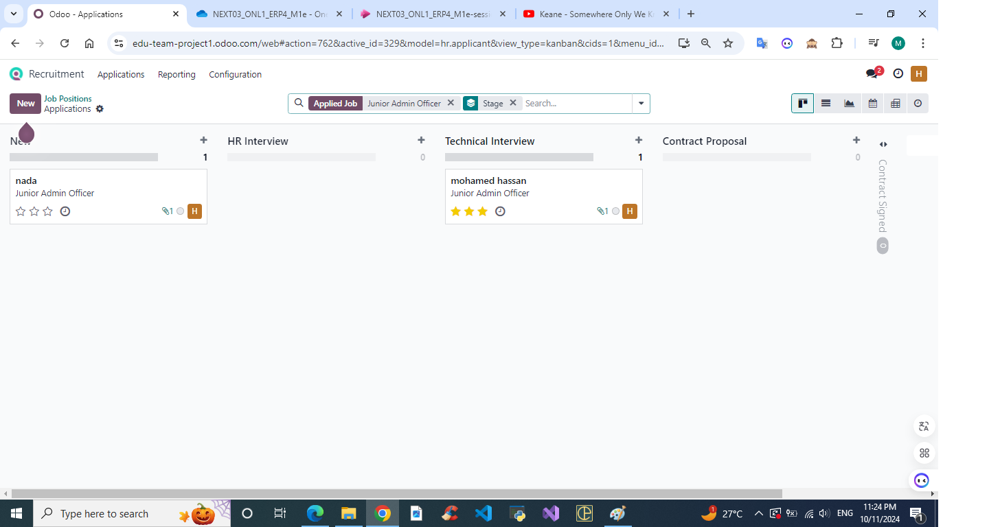 Odoo - Applications
NEXT03_ONL1_ERP4_M1e - One
NEXT03_ONL1_ERP4_M1e-sessi
Keane - Somewhere Only We K
edu-team-project1.odoo.com/web#action=762&active_id=329&model=hr.applicant&view_type=kanban&cids=1&menu_id...
M
Recruitment
Applications
Reporting
Configuration
2
H
New
Job Positions
Applications
Applied Job
Junior Admin Officer
Stage
Search...
New
1
HR Interview
0
Technical Interview
1
Contract Proposal
0
Contract Signed
0
nada
Junior Admin Officer
1
H
mohamed hassan
Junior Admin Officer
1
H
Type here to search
1
27°C
ENG
11:24 PM
10/11/2024
1